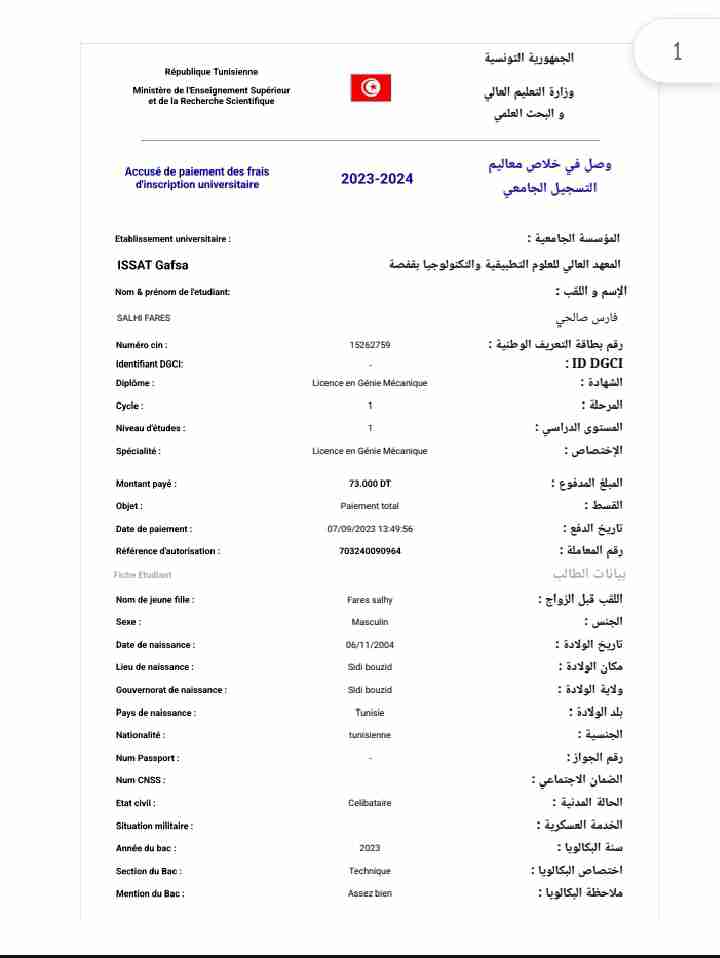 1
République Tunisienne
الجمهورية التونسية
Ministère de l'Enseignement Supérieur
et de la Recherche Scientifique
وزارة التعليم العالي
و البحث العلمي
Accusé de paiement des frais
d'inscription universitaire
2023-2024
وصل في خلاص معاليم
التسجيل الجامعي
Etablissement universitaire : المؤسسة الجامعية :
ISSAT Gafsa المعهد العالي للعلوم التطبيقية والتكنولوجيا بقفصة
Nom & prénom de l'etudiant: الإسم و اللقب :
SALIHI FARES فارس صالحي
Numéro cin : 15262759 رقم بطاقة التعريف الوطنية :
Identifiant DGCI: - ID DGCI :
Diplôme : Licence en Génie Mécanique الشهادة :
Cycle : 1 المرحلة :
Niveau d'études : 1 المستوى الدراسي :
Spécialité : Licence en Génie Mécanique الإختصاص :
Montant payé : 73.000 DT المبلغ المدفوع :
Objet : Paiement total القسط :
Date de paiement : 07/09/2023 13:49:56 تاريخ الدفع :
Référence d'autorisation : 703240090964 رقم المعاملة :
Fiche Etudiant بيانات الطالب
Nom de jeune fille : Fares salhy اللقب قبل الزواج :
Sexe : Masculin الجنس :
Date de naissance : 06/11/2004 تاريخ الولادة :
Lieu de naissance : Sidi bouzid مكان الولادة :
Gouvernorat de naissance : Sidi bouzid ولاية الولادة :
Pays de naissance : Tunisie بلد الولادة :
Nationalité : tunisienne الجنسية :
Num Passport : - رقم الجواز :
Num CNSS : الضمان الاجتماعي :
Etat civil : Celibataire الحالة المدنية :
Situation militaire : الخدمة العسكرية :
Année du bac : 2023 سنة البكالوبا :
Section du Bac : Technique اختصاص البكالوبا :
Mention du Bac : Assez bien ملاحظة البكالوبا :